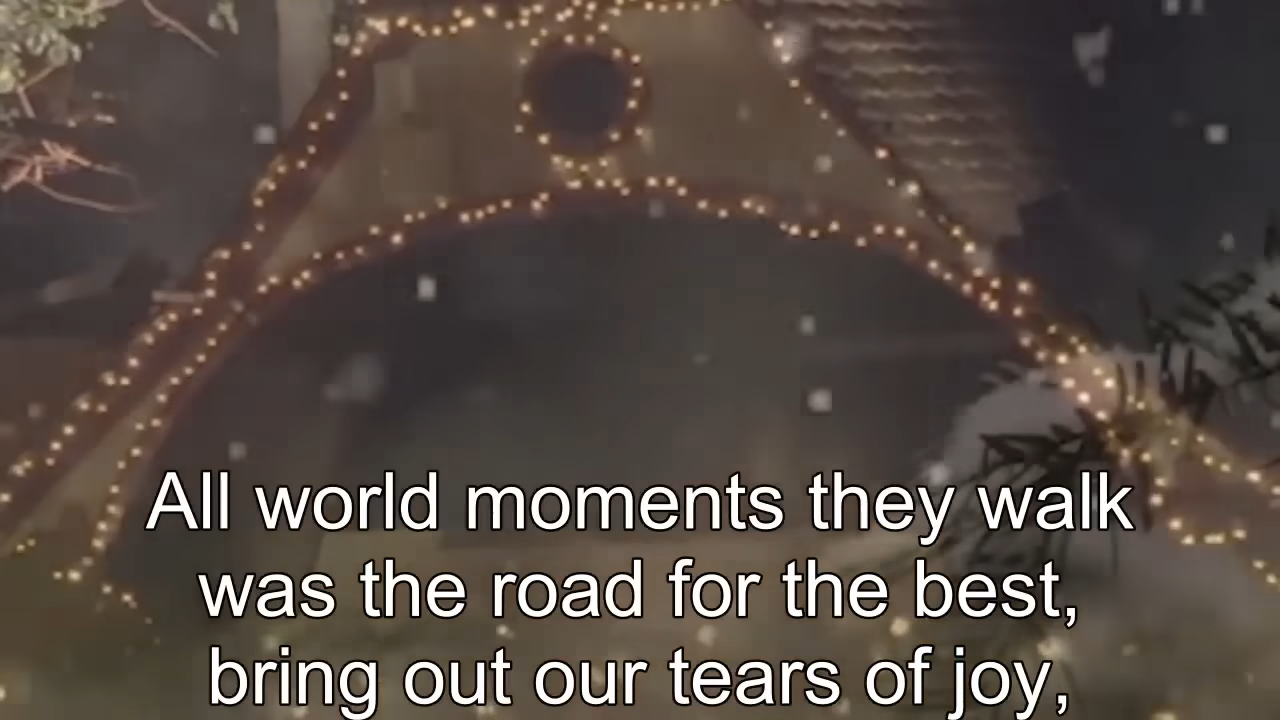 All world moments they walk
was the road for the best,
bring out our tears of joy,